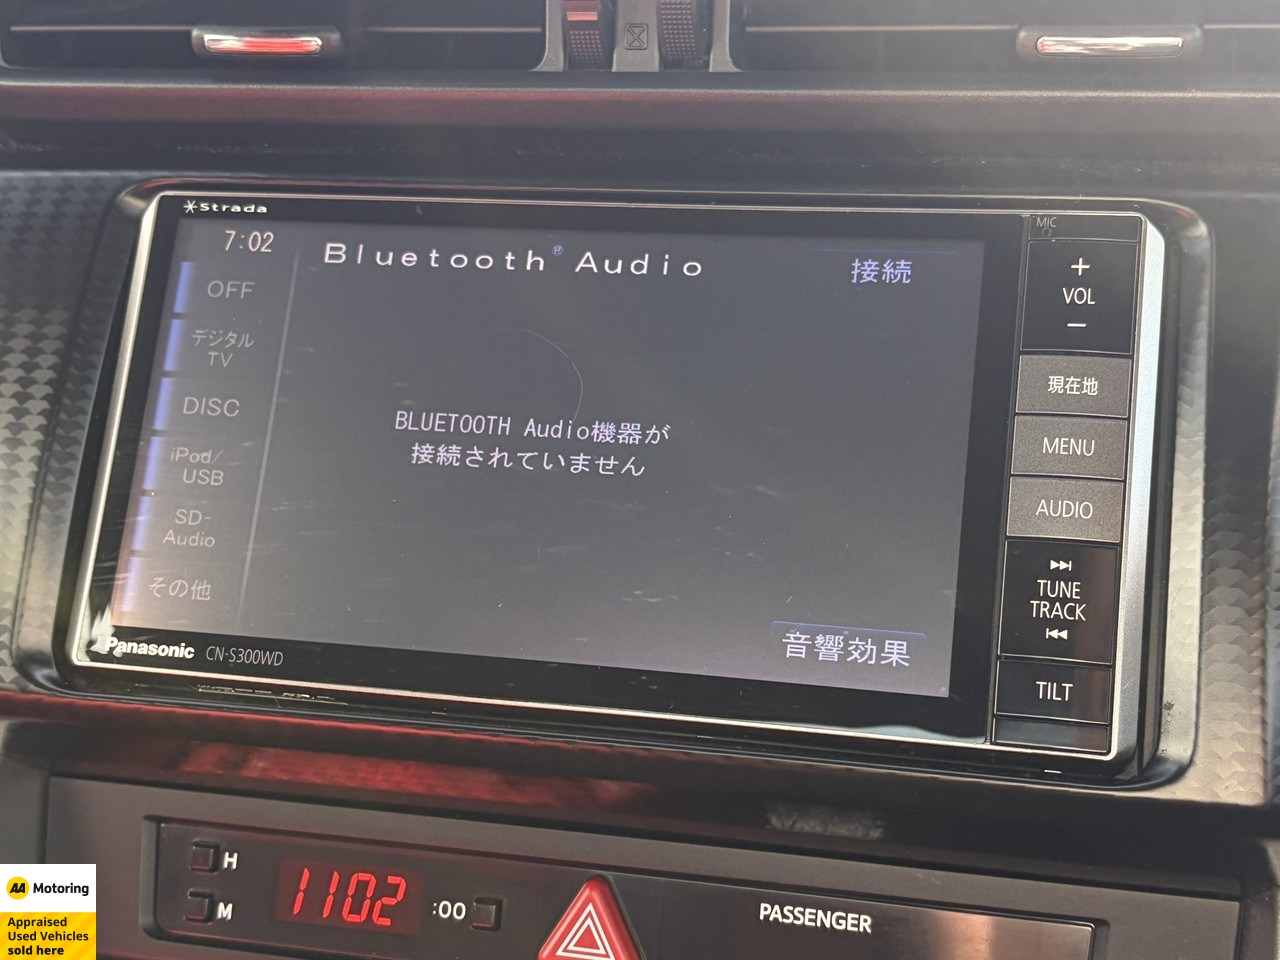 Strada
7:02
Bluetooth® Audio
接続
OFF
デジタル
TV
DISC
iPod/
USB
SD-
Audio
その他
BLUETOOTH Audio機器が
接続されていません
音響効果
Panasonic CN-S300WD
MIC
+
VOL
−
現在地
MENU
AUDIO
TUNE
TRACK
TILT
H
M
1102
:00
PASSENGER
AA Motoring
Appraised
Used Vehicles
sold here